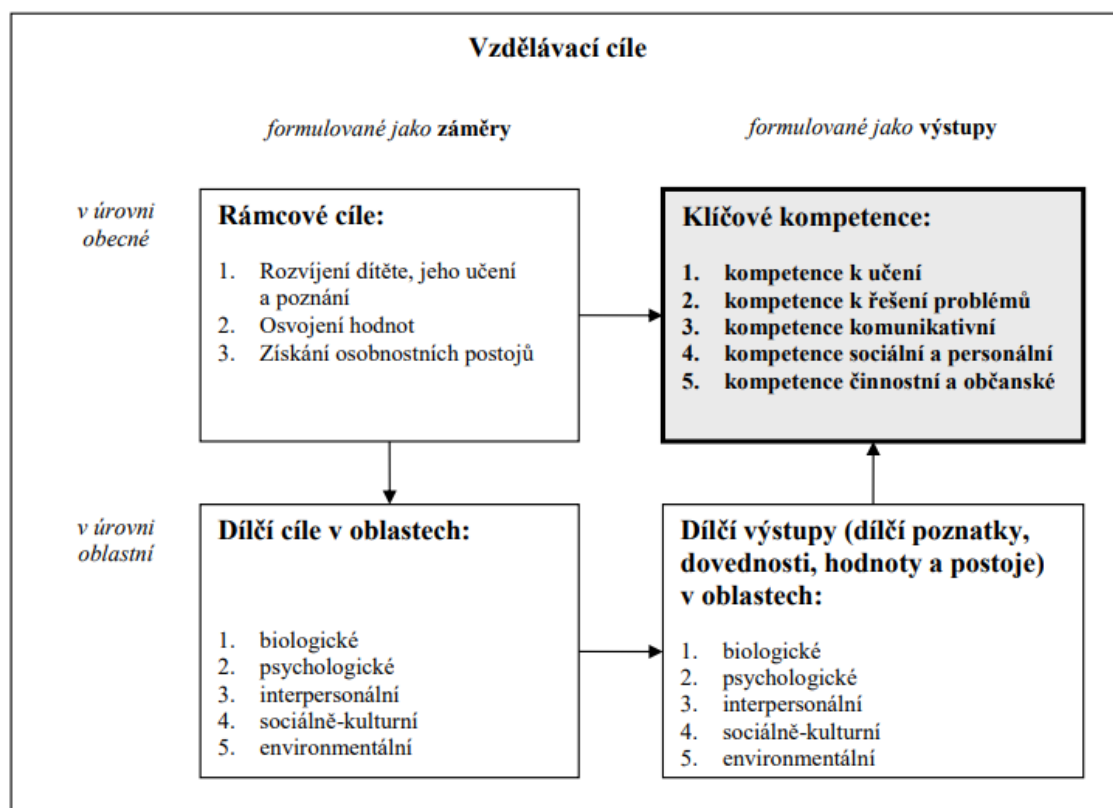 Vzdělávací cíle
formulované jako záměry
formulované jako výstupy
v úrovni
obecné
Rámcové cíle:
1. Rozvíjení dítěte, jeho učení
a poznání
2. Osvojení hodnot
3. Získání osobnostních postojů
Klíčové kompetence:
1. kompetence k učení
2. kompetence k řešení problémů
3. kompetence komunikativní
4. kompetence sociální a personální
5. kompetence činnostní a občanské
v úrovni
oblastní
Dílčí cíle v oblastech:
1. biologické
2. psychologické
3. interpersonální
4. sociálně-kulturní
5. environmentální
Dílčí výstupy (dílčí poznatky,
dovednosti, hodnoty a postoje)
v oblastech:
1. biologické
2. psychologické
3. interpersonální
4. sociálně-kulturní
5. environmentální